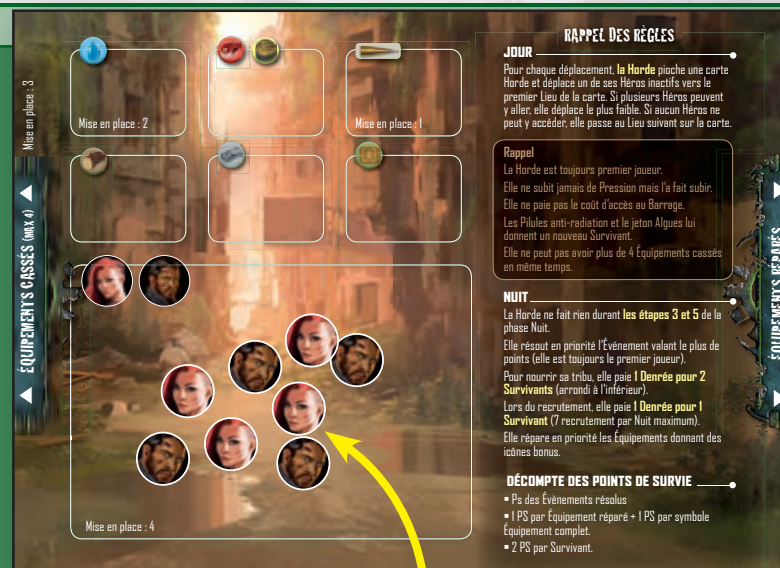 Mise en place : 3
ÉQUIPEMENTS CASSÉS (MAX 4)
Mise en place : 2
Mise en place : 1
Mise en place : 4
RAPPEL DES RÈGLES
JOUR
Pour chaque déplacement, la Horde pioche une carte
Horde et déplace un de ses Héros inactifs vers le
premier Lieu de la carte. Si plusieurs Héros peuvent
y aller, elle déplace le plus faible. Si aucun Héros ne
peut y accéder, elle passe au Lieu suivant sur la carte.
Rappel
La Horde est toujours premier joueur.
Elle ne subit jamais de Pression mais l'a fait subir.
Elle ne paie pas le coût d'accès au Barrage.
Les Pilules anti-radiation et le jeton Algues lui
donnent un nouveau Survivant.
Elle ne peut pas avoir plus de 4 Équipements cassés
en même temps.
NUIT
La Horde ne fait rien durant les étapes 3 et 5 de la
phase Nuit.
Elle résout en priorité l'Événement valant le plus de
points (elle est toujours le premier joueur).
Pour nourrir sa tribu, elle paie 1 Denrée pour 2
Survivants (arrondi à l'inférieur).
Lors du recrutement, elle paie 1 Denrée pour 1
Survivant (7 recrutement par Nuit maximum).
Elle répare en priorité les Équipements donnant des
icônes bonus.
DÉCOMPTE DES POINTS DE SURVIE
• Ps des Évènements résolus
• 1 PS par Équipement réparé + 1 PS par symbole
Équipement complet.
• 2 PS par Survivant.
ÉQUIPEMENTS RÉPARÉS